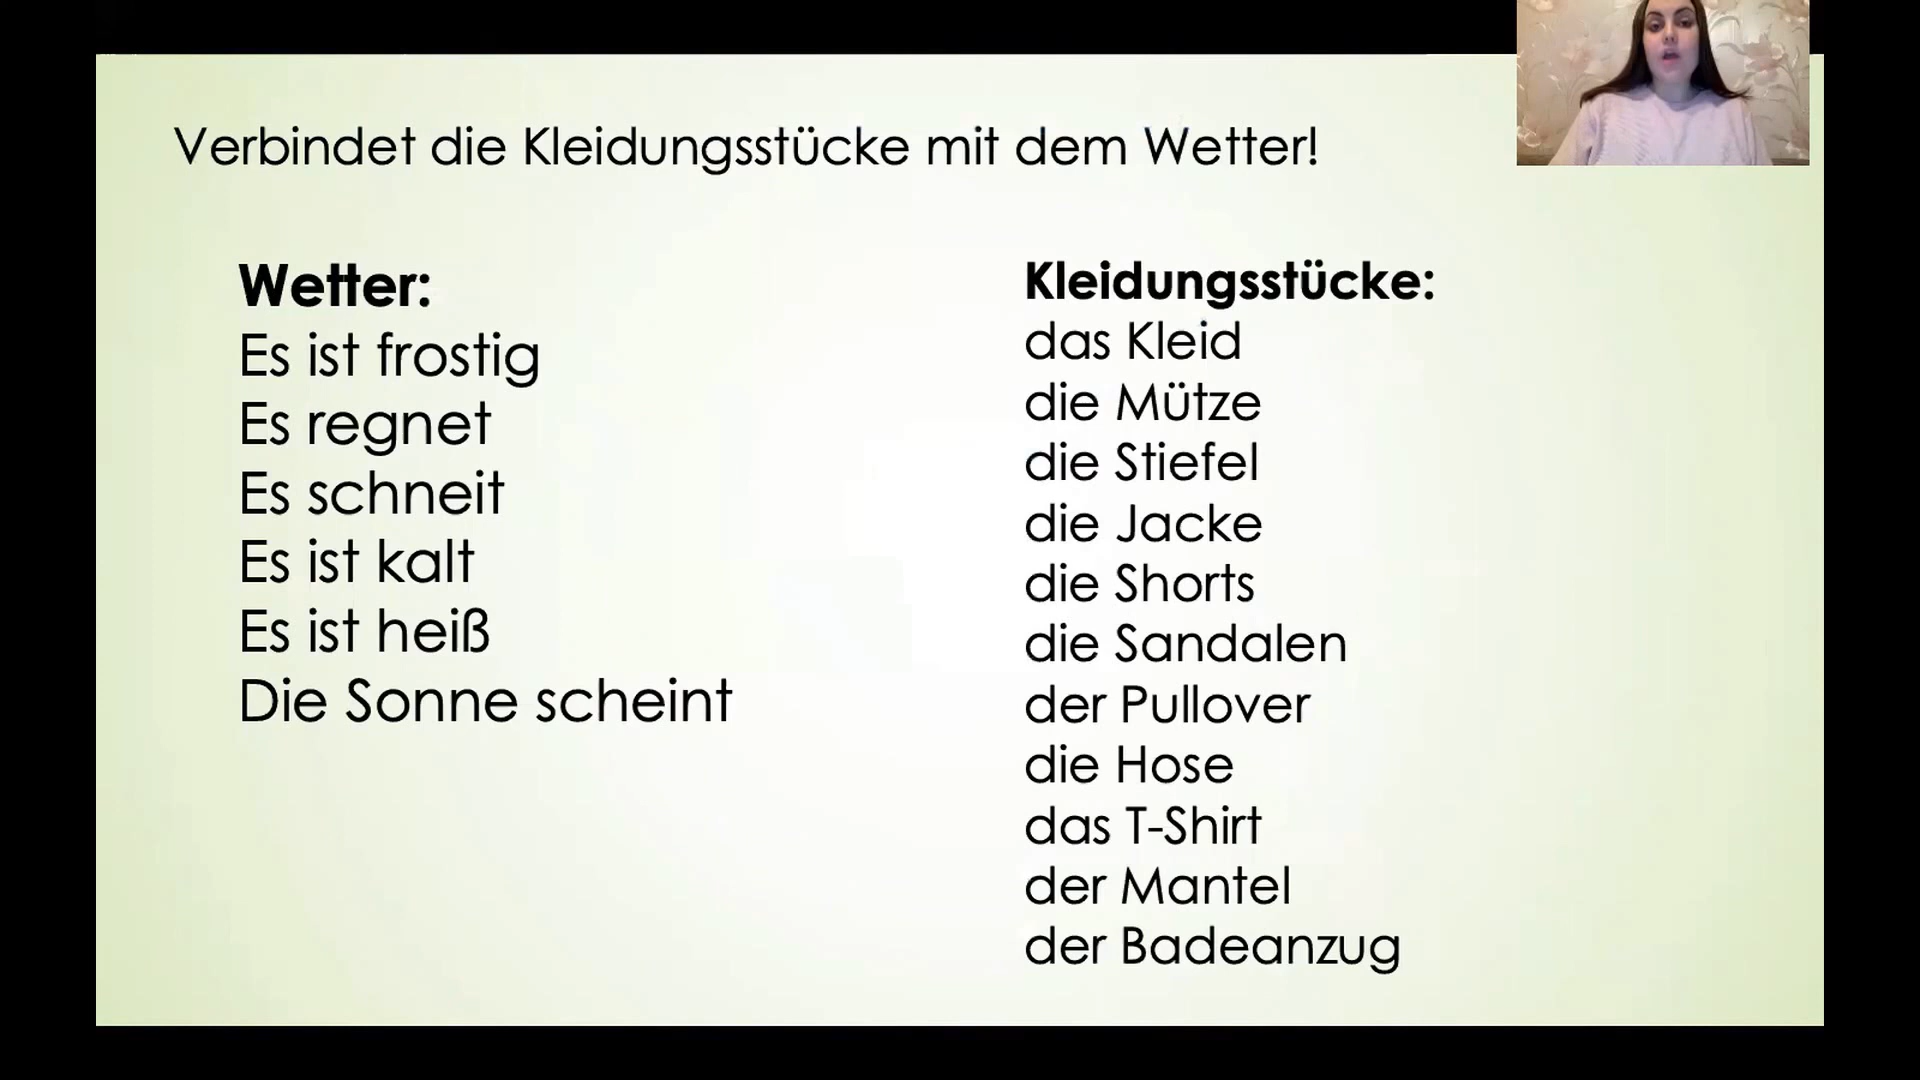 Verbindet die Kleidungsstücke mit dem Wetter!
Wetter:
Es ist frostig
Es regnet
Es schneit
Es ist kalt
Es ist heiß
Die Sonne scheint
Kleidungsstücke:
das Kleid
die Mütze
die Stiefel
die Jacke
die Shorts
die Sandalen
der Pullover
die Hose
das T-Shirt
der Mantel
der Badeanzug